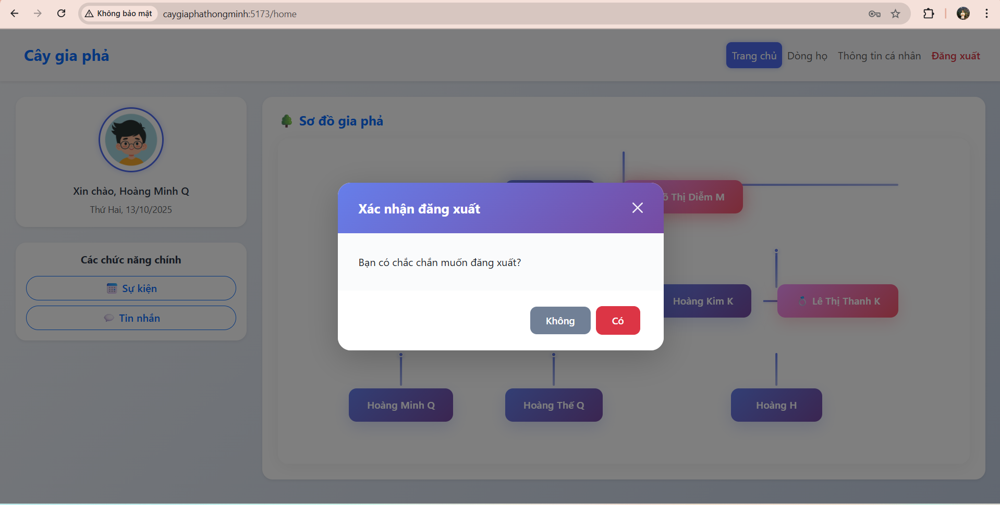 Không bảo mật
caygiaphathongminh:5173/home
Cây gia phả
Trang chủ
Dòng họ
Thông tin cá nhân
Đăng xuất
Xin chào, Hoàng Minh Q
Thứ Hai, 13/10/2025
Các chức năng chính
Sự kiện
Tin nhắn
Sơ đồ gia phả
Thị Diễm M
Xác nhận đăng xuất
Bạn có chắc chắn muốn đăng xuất?
Không
Có
Hoàng Kim K
Lê Thị Thanh K
Hoàng Minh Q
Hoàng Thế Q
Hoàng H